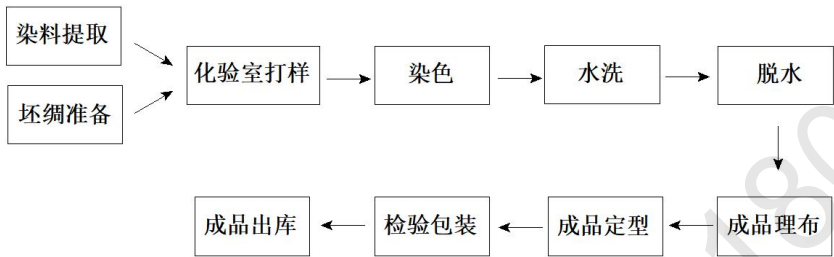 染料提取
坯绸准备
化验室打样
染色
水洗
脱水
成品理布
成品定型
检验包装
成品出库
180